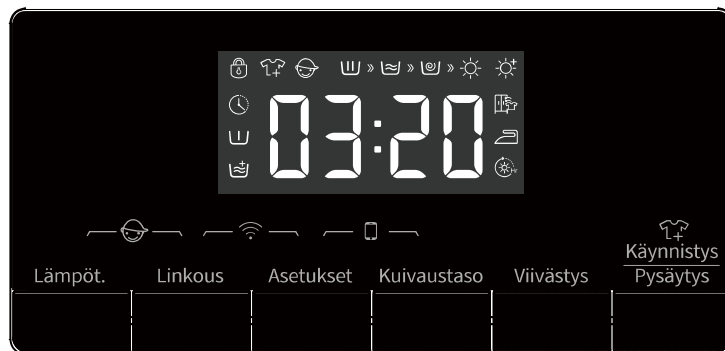 03:20
Lämpöt.
Linkous
Asetukset
Kuivaustaso
Viivästys
Käynnistys
Pysäytys